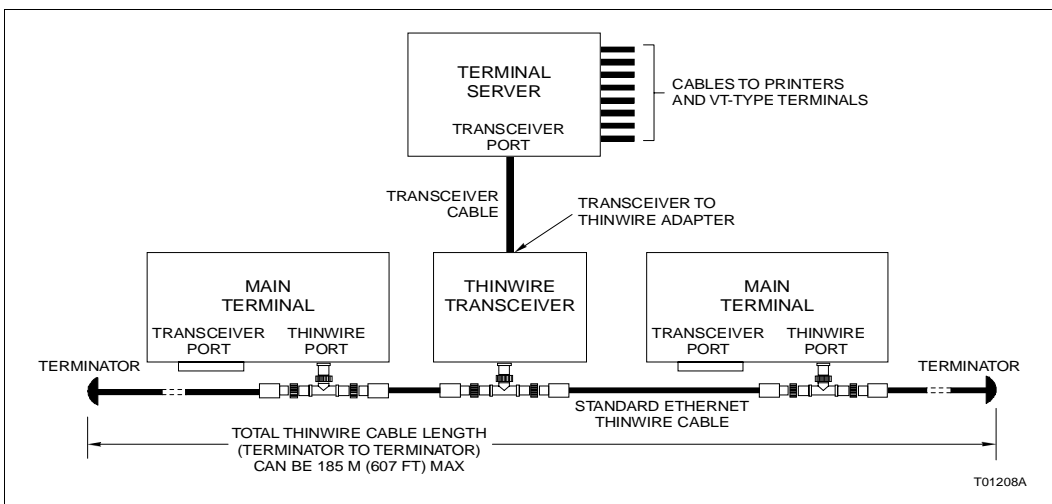 TERMINAL
SERVER
TRANSCEIVER
PORT
CABLES TO PRINTERS
AND VT-TYPE TERMINALS
TRANSCEIVER
CABLE
TRANSCEIVER TO
THINWIRE ADAPTER
MAIN
TERMINAL
TRANSCEIVER
PORT
THINWIRE
PORT
THINWIRE
TRANSCEIVER
MAIN
TERMINAL
TRANSCEIVER
PORT
THINWIRE
PORT
TERMINATOR
TERMINATOR
STANDARD ETHERNET
THINWIRE CABLE
TOTAL THINWIRE CABLE LENGTH
(TERMINATOR TO TERMINATOR)
CAN BE 185 M (607 FT) MAX
T01208A